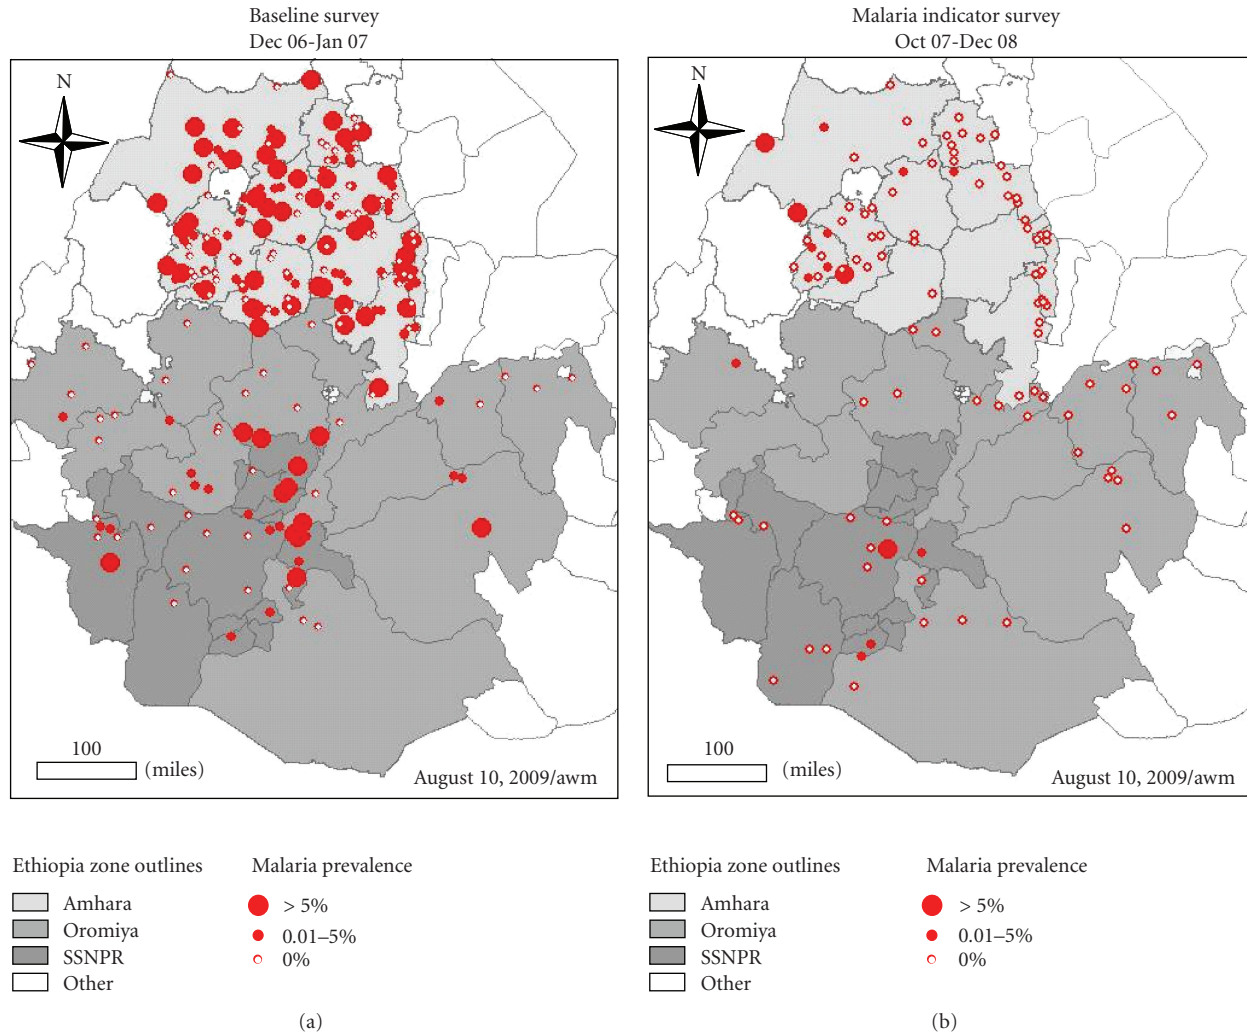 Baseline survey
Dec 06-Jan 07
N
100
(miles)
August 10, 2009/awm
Ethiopia zone outlines
Amhara
Oromiya
SSNPR
Other
Malaria prevalence
> 5%
0.01–5%
0%
(a)
Malaria indicator survey
Oct 07-Dec 08
N
100
(miles)
August 10, 2009/awm
Ethiopia zone outlines
Amhara
Oromiya
SSNPR
Other
Malaria prevalence
> 5%
0.01–5%
0%
(b)